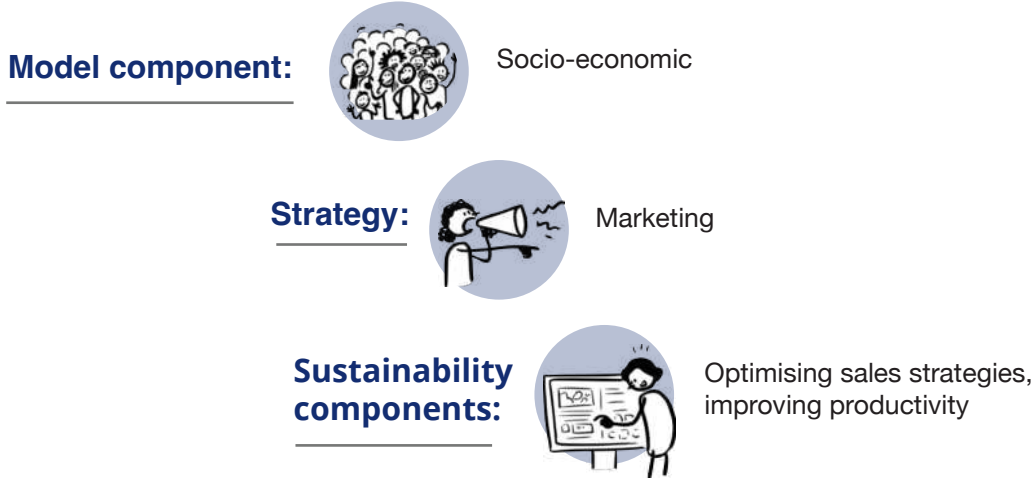 Model component:
Socio-economic
Strategy:
Marketing
Sustainability
components:
Optimising sales strategies,
improving productivity